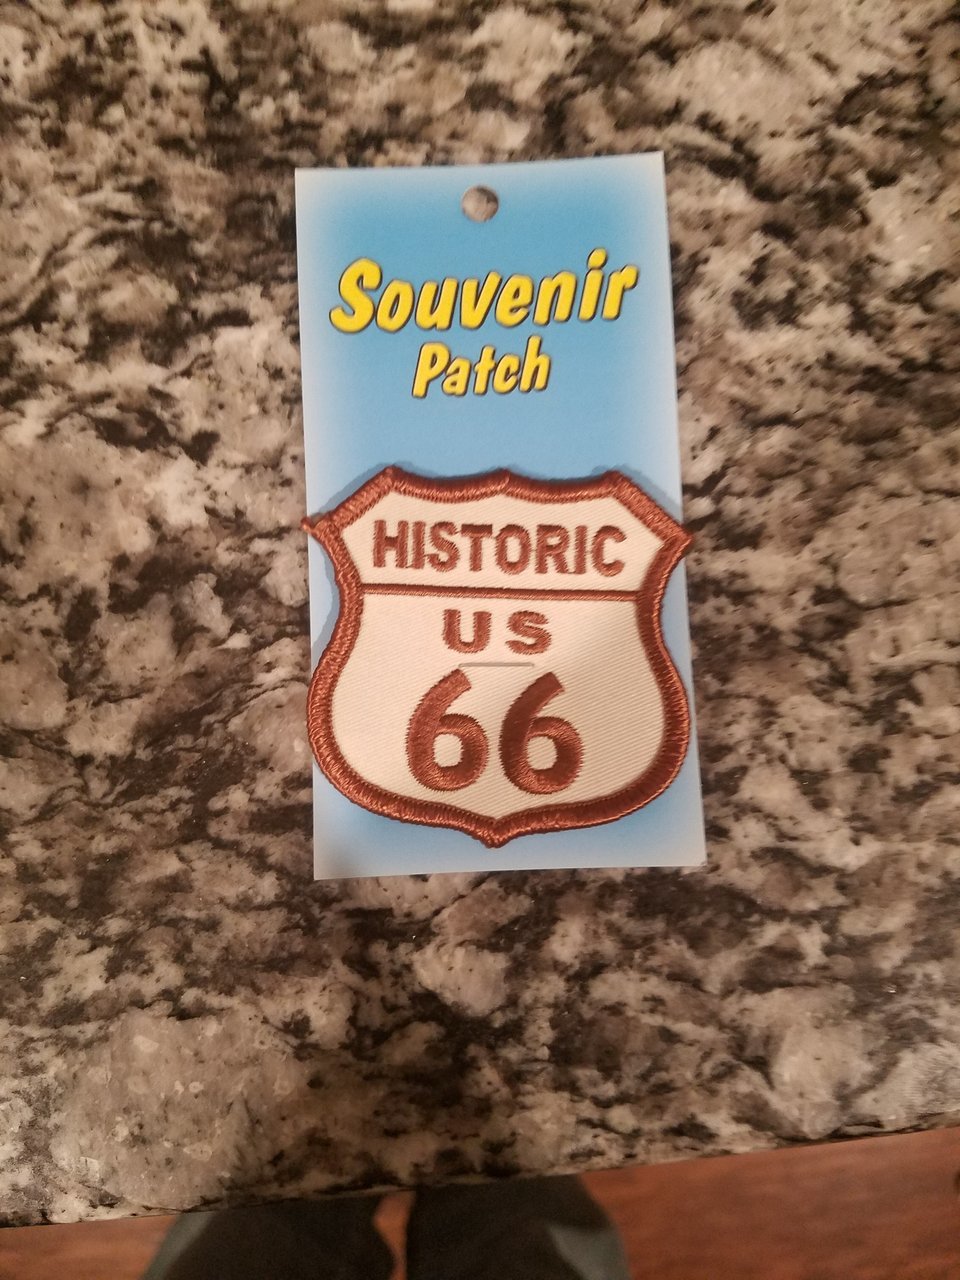 Souvenir
Patch
HISTORIC
US
66